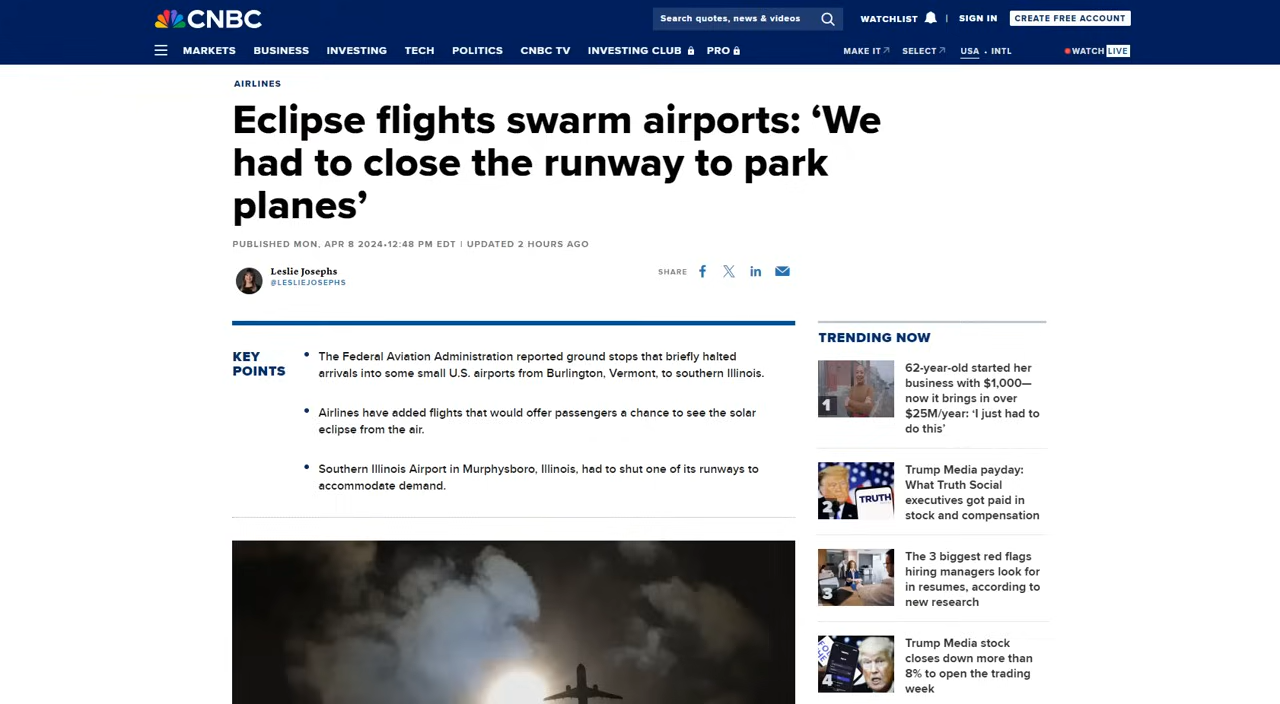 CNBC
Search quotes, news & videos
WATCHLIST | SIGN IN CREATE FREE ACCOUNT
MARKETS BUSINESS INVESTING TECH POLITICS CNBC TV INVESTING CLUB PRO
MAKE IT SELECT USA • INTL WATCH LIVE
AIRLINES
Eclipse flights swarm airports: ‘We
had to close the runway to park
planes’
PUBLISHED MON, APR 8 2024•12:48 PM EDT | UPDATED 2 HOURS AGO
Leslie Josephs
@LESLIEJOSEPHS
SHARE
KEY
POINTS
• The Federal Aviation Administration reported ground stops that briefly halted
arrivals into some small U.S. airports from Burlington, Vermont, to southern Illinois.
• Airlines have added flights that would offer passengers a chance to see the solar
eclipse from the air.
• Southern Illinois Airport in Murphysboro, Illinois, had to shut one of its runways to
accommodate demand.
TRENDING NOW
1
62-year-old started her
business with $1,000—
now it brings in over
$25M/year: ‘I just had to
do this’
2
TRUTH
Trump Media payday:
What Truth Social
executives got paid in
stock and compensation
3
The 3 biggest red flags
hiring managers look for
in resumes, according to
new research
4
Trump Media stock
closes down more than
8% to open the trading
week